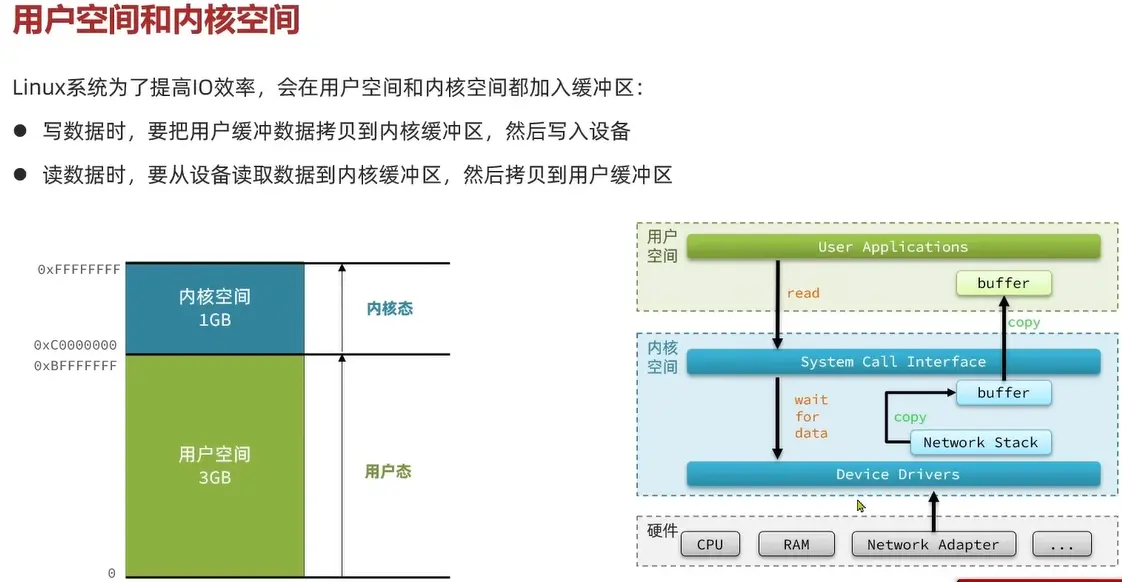 用户空间和内核空间
Linux系统为了提高IO效率，会在用户空间和内核空间都加入缓冲区：
● 写数据时，要把用户缓冲数据拷贝到内核缓冲区，然后写入设备
● 读数据时，要从设备读取数据到内核缓冲区，然后拷贝到用户缓冲区
0xFFFFFFFF
内核空间
1GB
内核态
0xC0000000
0xBFFFFFFF
用户空间
3GB
用户态
0
用户
空间
User Applications
read
buffer
copy
内核
空间
System Call Interface
wait
for
data
buffer
copy
Network Stack
Device Drivers
硬件
CPU
RAM
Network Adapter
...